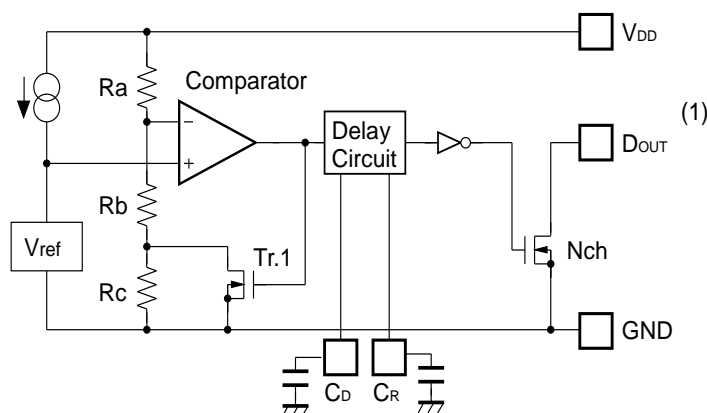 VDD
Ra
Comparator
(1)
−
Delay
Circuit
DOUT
+
Rb
Vref
Tr.1
Nch
Rc
GND
CD
CR